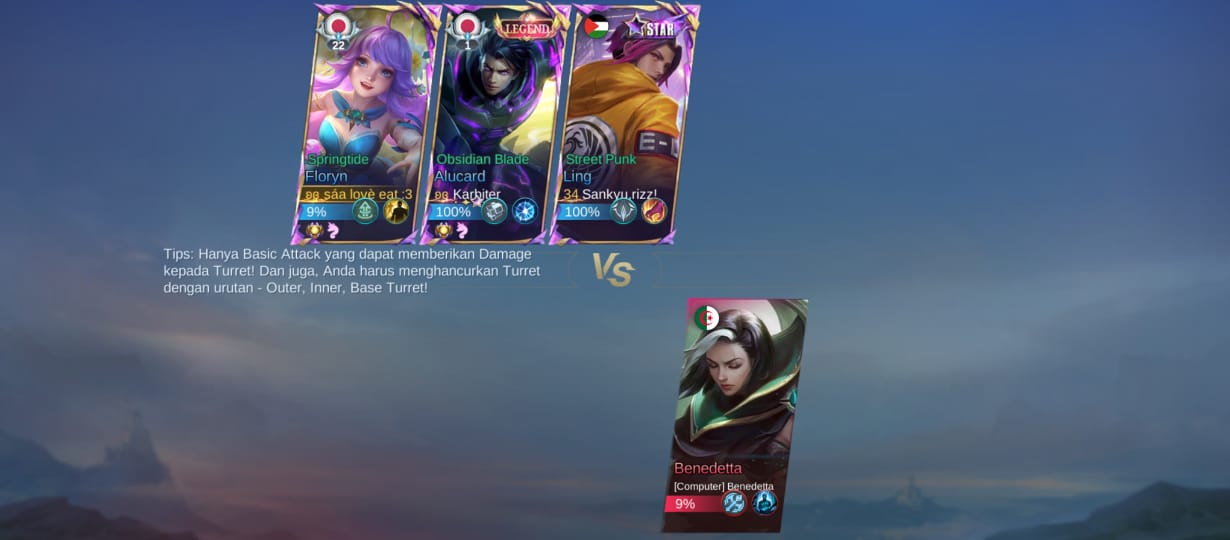 22
1
LEGEND
STAR
Springtide
Floryn
ʚɞ sáa lovè eat :3
9%
Obsidian Blade
Alucard
ʚɞ Karbiter
100%
Street Punk
Ling
34 Sankyu rizz!
100%
Tips: Hanya Basic Attack yang dapat memberikan Damage
kepada Turret! Dan juga, Anda harus menghancurkan Turret
dengan urutan - Outer, Inner, Base Turret!
VS
Benedetta
[Computer] Benedetta
9%